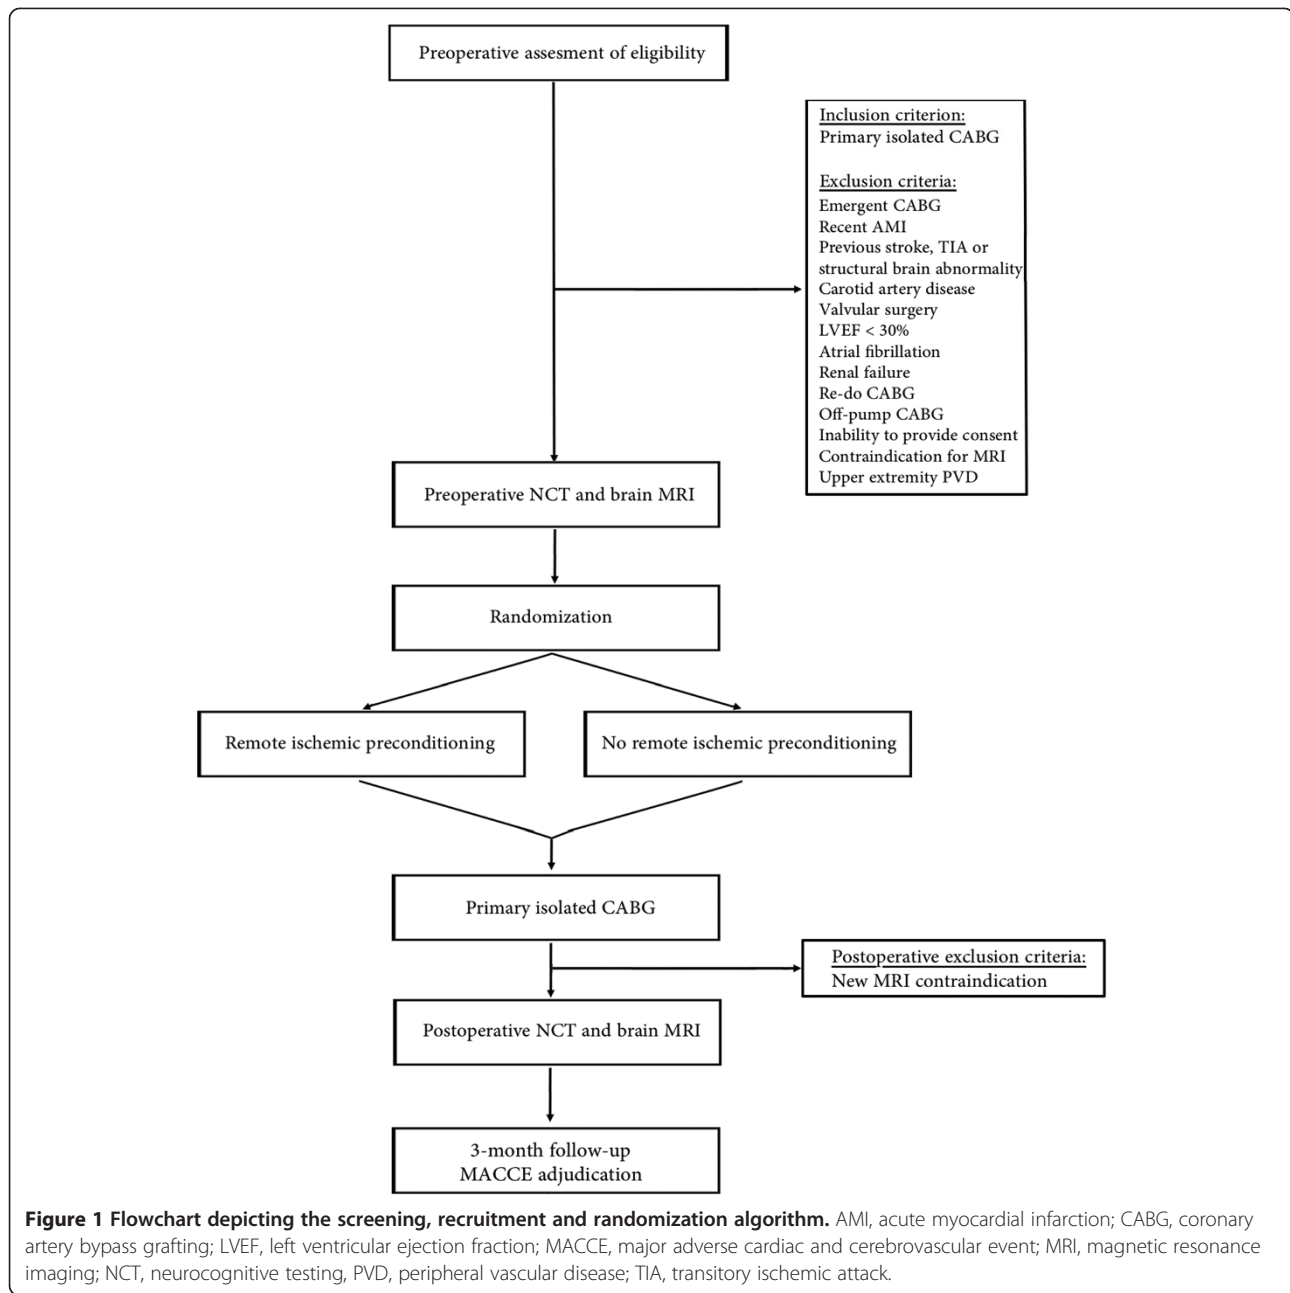 Preoperative assesment of eligibility
Inclusion criterion:
Primary isolated CABG
Exclusion criteria:
Emergent CABG
Recent AMI
Previous stroke, TIA or
structural brain abnormality
Carotid artery disease
Valvular surgery
LVEF < 30%
Atrial fibrillation
Renal failure
Re-do CABG
Off-pump CABG
Inability to provide consent
Contraindication for MRI
Upper extremity PVD
Preoperative NCT and brain MRI
Randomization
Remote ischemic preconditioning
No remote ischemic preconditioning
Primary isolated CABG
Postoperative exclusion criteria:
New MRI contraindication
Postoperative NCT and brain MRI
3-month follow-up
MACCE adjudication
Figure 1 Flowchart depicting the screening, recruitment and randomization algorithm. AMI, acute myocardial infarction; CABG, coronary
artery bypass grafting; LVEF, left ventricular ejection fraction; MACCE, major adverse cardiac and cerebrovascular event; MRI, magnetic resonance
imaging; NCT, neurocognitive testing, PVD, peripheral vascular disease; TIA, transitory ischemic attack.